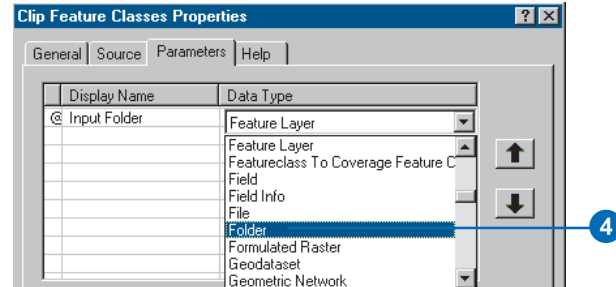 Clip Feature Classes Properties
General Source Parameters Help
Display Name Data Type
Input Folder Feature Layer
Feature Layer
Featureclass To Coverage Feature C
Field
Field Info
File
Folder
4
Formulated Raster
Geodataset
Geometric Network